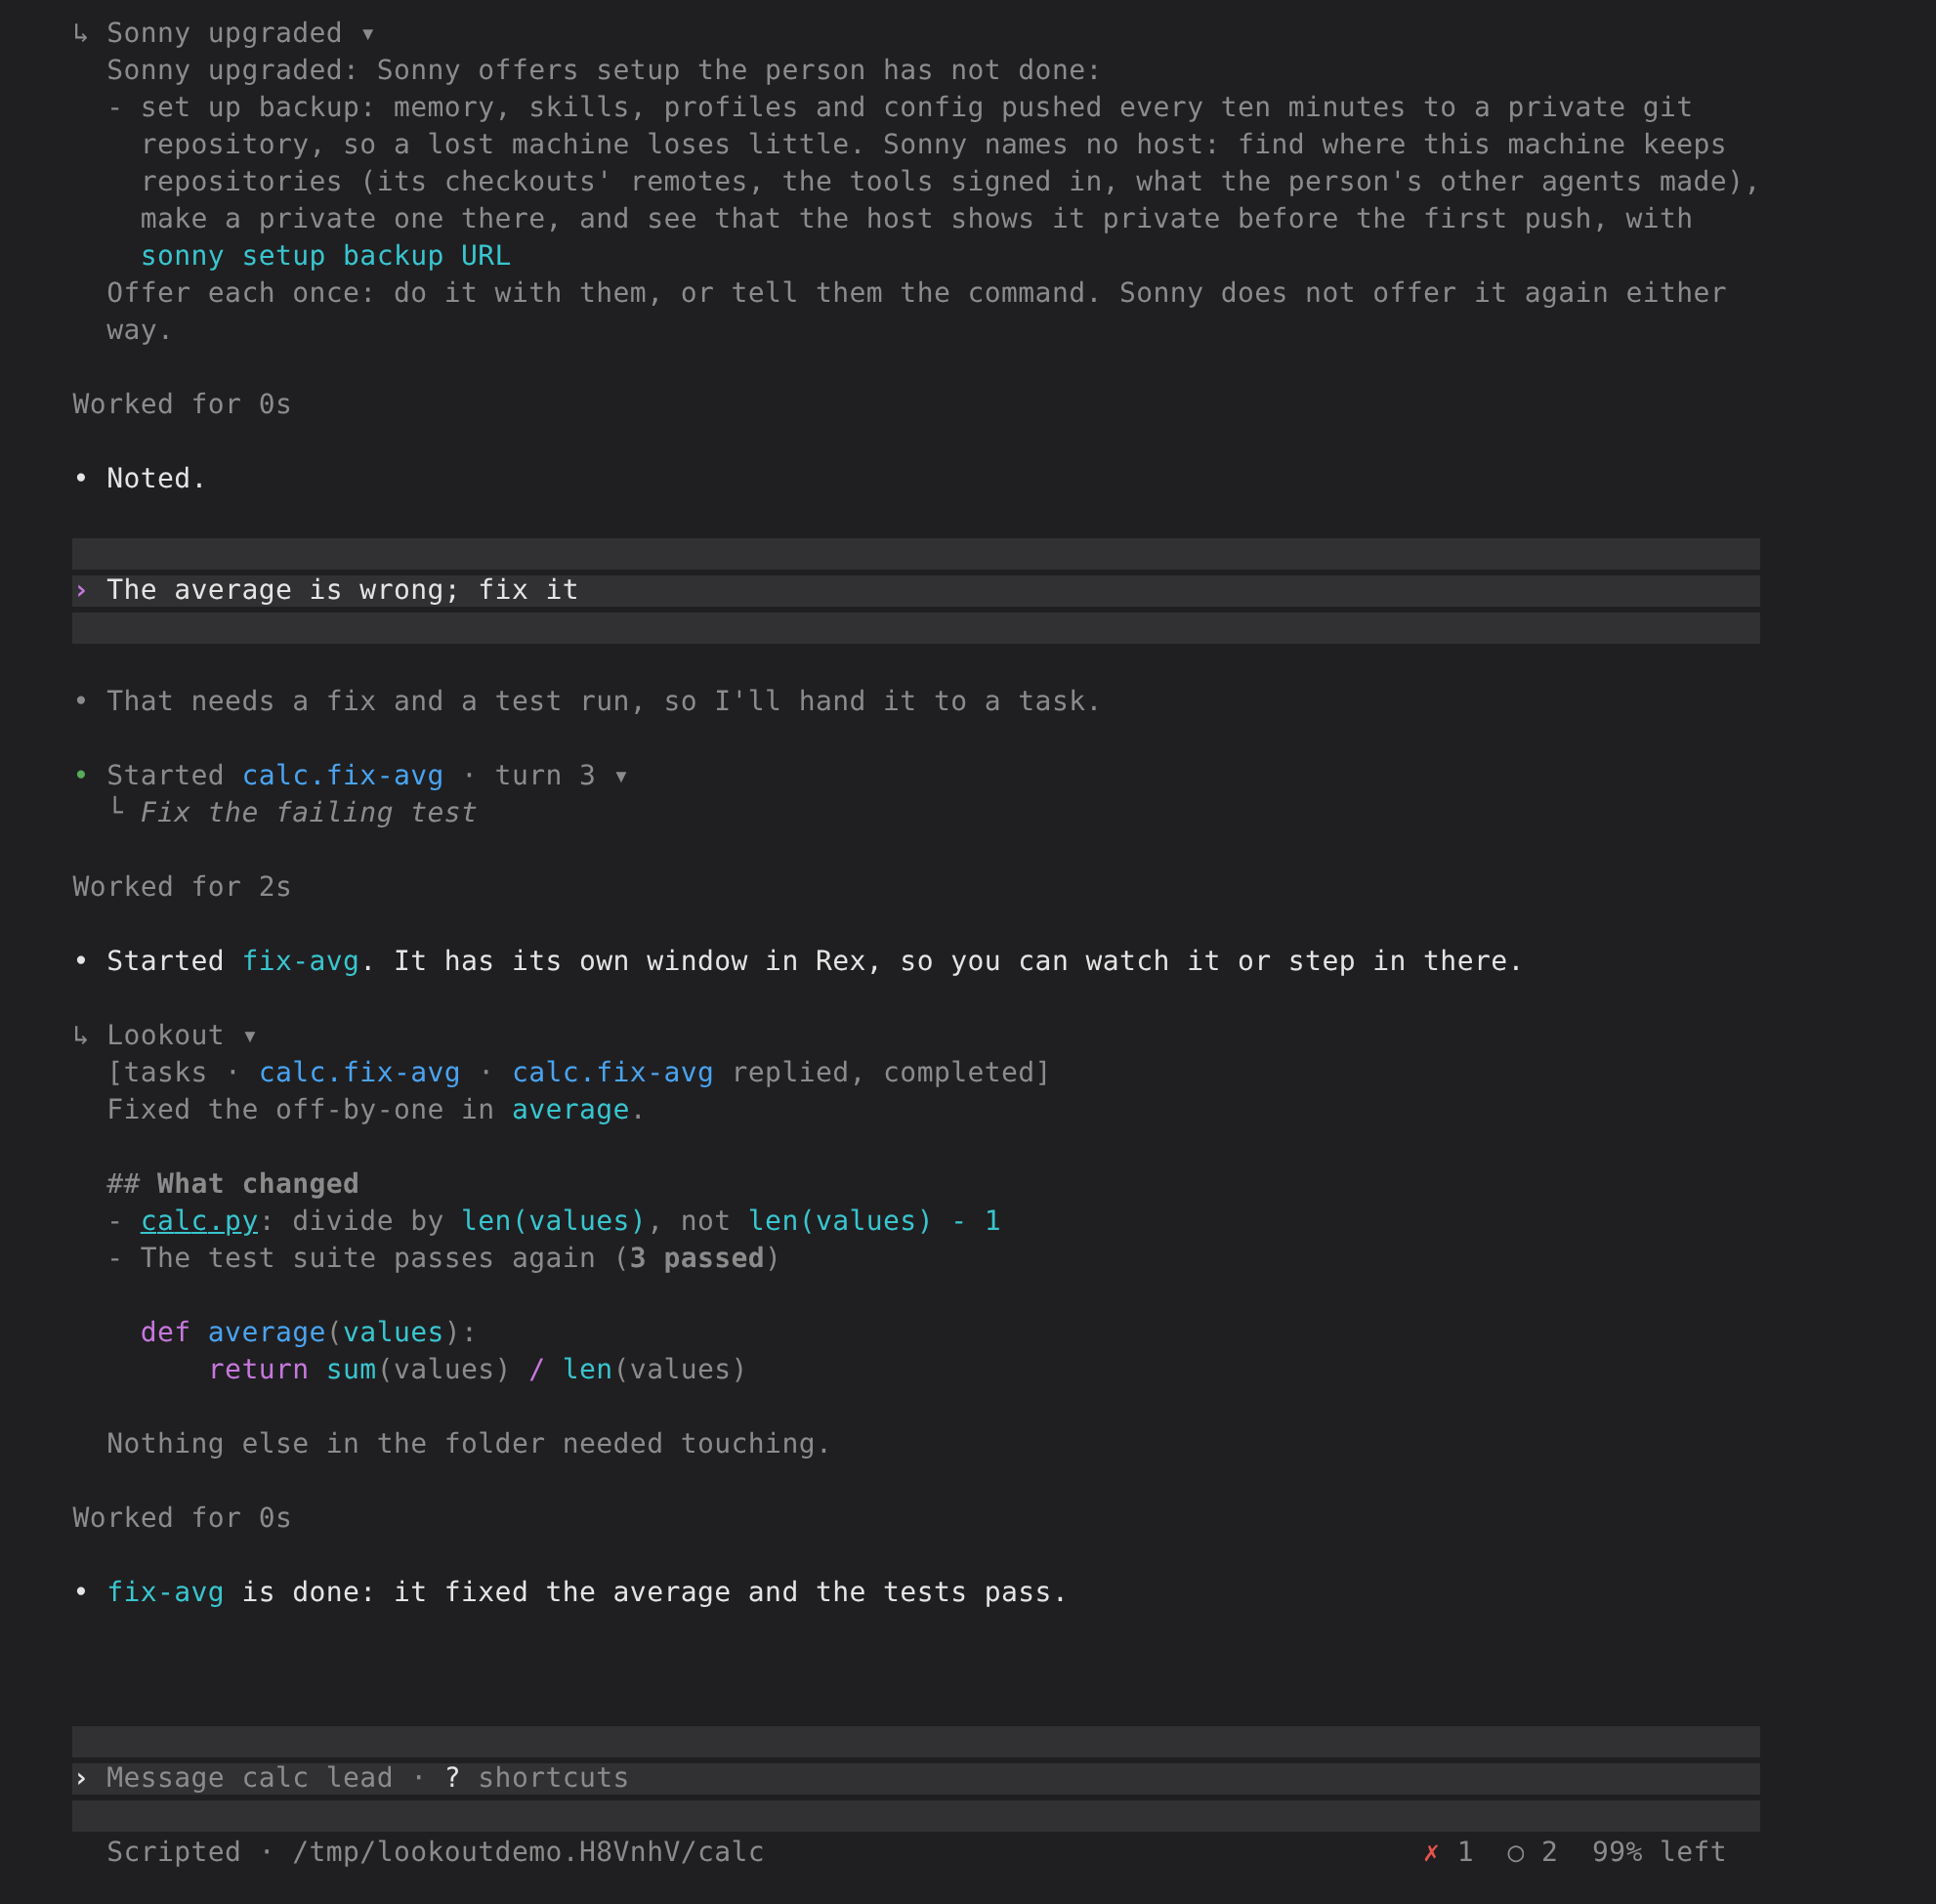 ↳ Sonny upgraded ▾
Sonny upgraded: Sonny offers setup the person has not done:
- set up backup: memory, skills, profiles and config pushed every ten minutes to a private git
repository, so a lost machine loses little. Sonny names no host: find where this machine keeps
repositories (its checkouts' remotes, the tools signed in, what the person's other agents made),
make a private one there, and see that the host shows it private before the first push, with
sonny setup backup URL
Offer each once: do it with them, or tell them the command. Sonny does not offer it again either
way.
Worked for 0s
• Noted.
› The average is wrong; fix it
• That needs a fix and a test run, so I'll hand it to a task.
• Started calc.fix-avg · turn 3 ▾
└ Fix the failing test
Worked for 2s
• Started fix-avg. It has its own window in Rex, so you can watch it or step in there.
↳ Lookout ▾
[tasks · calc.fix-avg · calc.fix-avg replied, completed]
Fixed the off-by-one in average.
## What changed
- calc.py: divide by len(values), not len(values) - 1
- The test suite passes again (3 passed)
def average(values):
    return sum(values) / len(values)
Nothing else in the folder needed touching.
Worked for 0s
• fix-avg is done: it fixed the average and the tests pass.
› Message calc lead · ? shortcuts
Scripted · /tmp/lookoutdemo.H8VnhV/calc ✗ 1 ○ 2 99% left